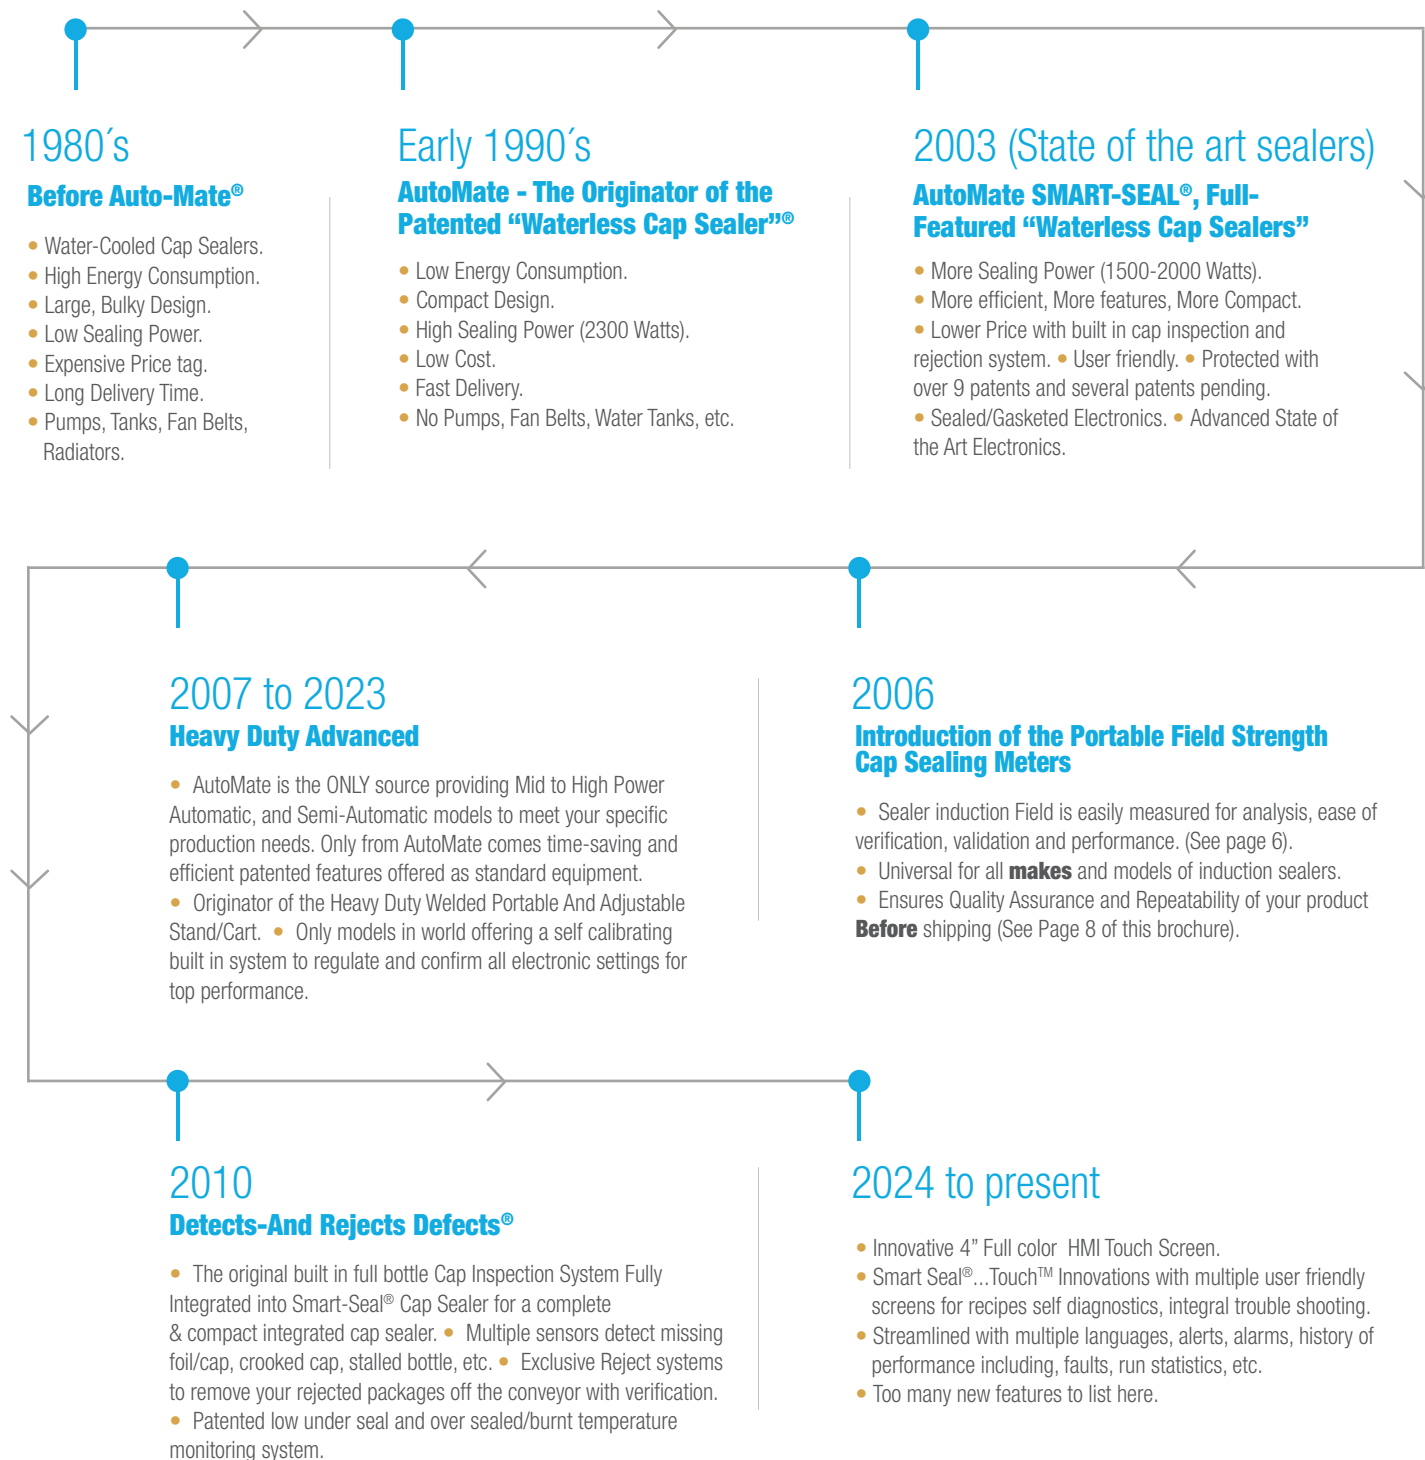 1980´s
Before Auto-Mate®
• Water-Cooled Cap Sealers.
• High Energy Consumption.
• Large, Bulky Design.
• Low Sealing Power.
• Expensive Price tag.
• Long Delivery Time.
• Pumps, Tanks, Fan Belts,
Radiators.
Early 1990´s
AutoMate - The Originator of the
Patented “Waterless Cap Sealer”®
• Low Energy Consumption.
• Compact Design.
• High Sealing Power (2300 Watts).
• Low Cost.
• Fast Delivery.
• No Pumps, Fan Belts, Water Tanks, etc.
2003 (State of the art sealers)
AutoMate SMART-SEAL®, Full-
Featured “Waterless Cap Sealers”
• More Sealing Power (1500-2000 Watts).
• More efficient, More features, More Compact.
• Lower Price with built in cap inspection and
rejection system. • User friendly. • Protected with
over 9 patents and several patents pending.
• Sealed/Gasketed Electronics. • Advanced State of
the Art Electronics.
2007 to 2023
Heavy Duty Advanced
• AutoMate is the ONLY source providing Mid to High Power
Automatic, and Semi-Automatic models to meet your specific
production needs. Only from AutoMate comes time-saving and
efficient patented features offered as standard equipment.
• Originator of the Heavy Duty Welded Portable And Adjustable
Stand/Cart. • Only models in world offering a self calibrating
built in system to regulate and confirm all electronic settings for
top performance.
2006
Introduction of the Portable Field Strength
Cap Sealing Meters
• Sealer induction Field is easily measured for analysis, ease of
verification, validation and performance. (See page 6).
• Universal for all makes and models of induction sealers.
• Ensures Quality Assurance and Repeatability of your product
Before shipping (See Page 8 of this brochure).
2010
Detects-And Rejects Defects®
• The original built in full bottle Cap Inspection System Fully
Integrated into Smart-Seal® Cap Sealer for a complete
& compact integrated cap sealer. • Multiple sensors detect missing
foil/cap, crooked cap, stalled bottle, etc. • Exclusive Reject systems
to remove your rejected packages off the conveyor with verification.
• Patented low under seal and over sealed/burnt temperature
monitoring system.
2024 to present
• Innovative 4” Full color HMI Touch Screen.
• Smart Seal®...Touch™ Innovations with multiple user friendly
screens for recipes self diagnostics, integral trouble shooting.
• Streamlined with multiple languages, alerts, alarms, history of
performance including, faults, run statistics, etc.
• Too many new features to list here.